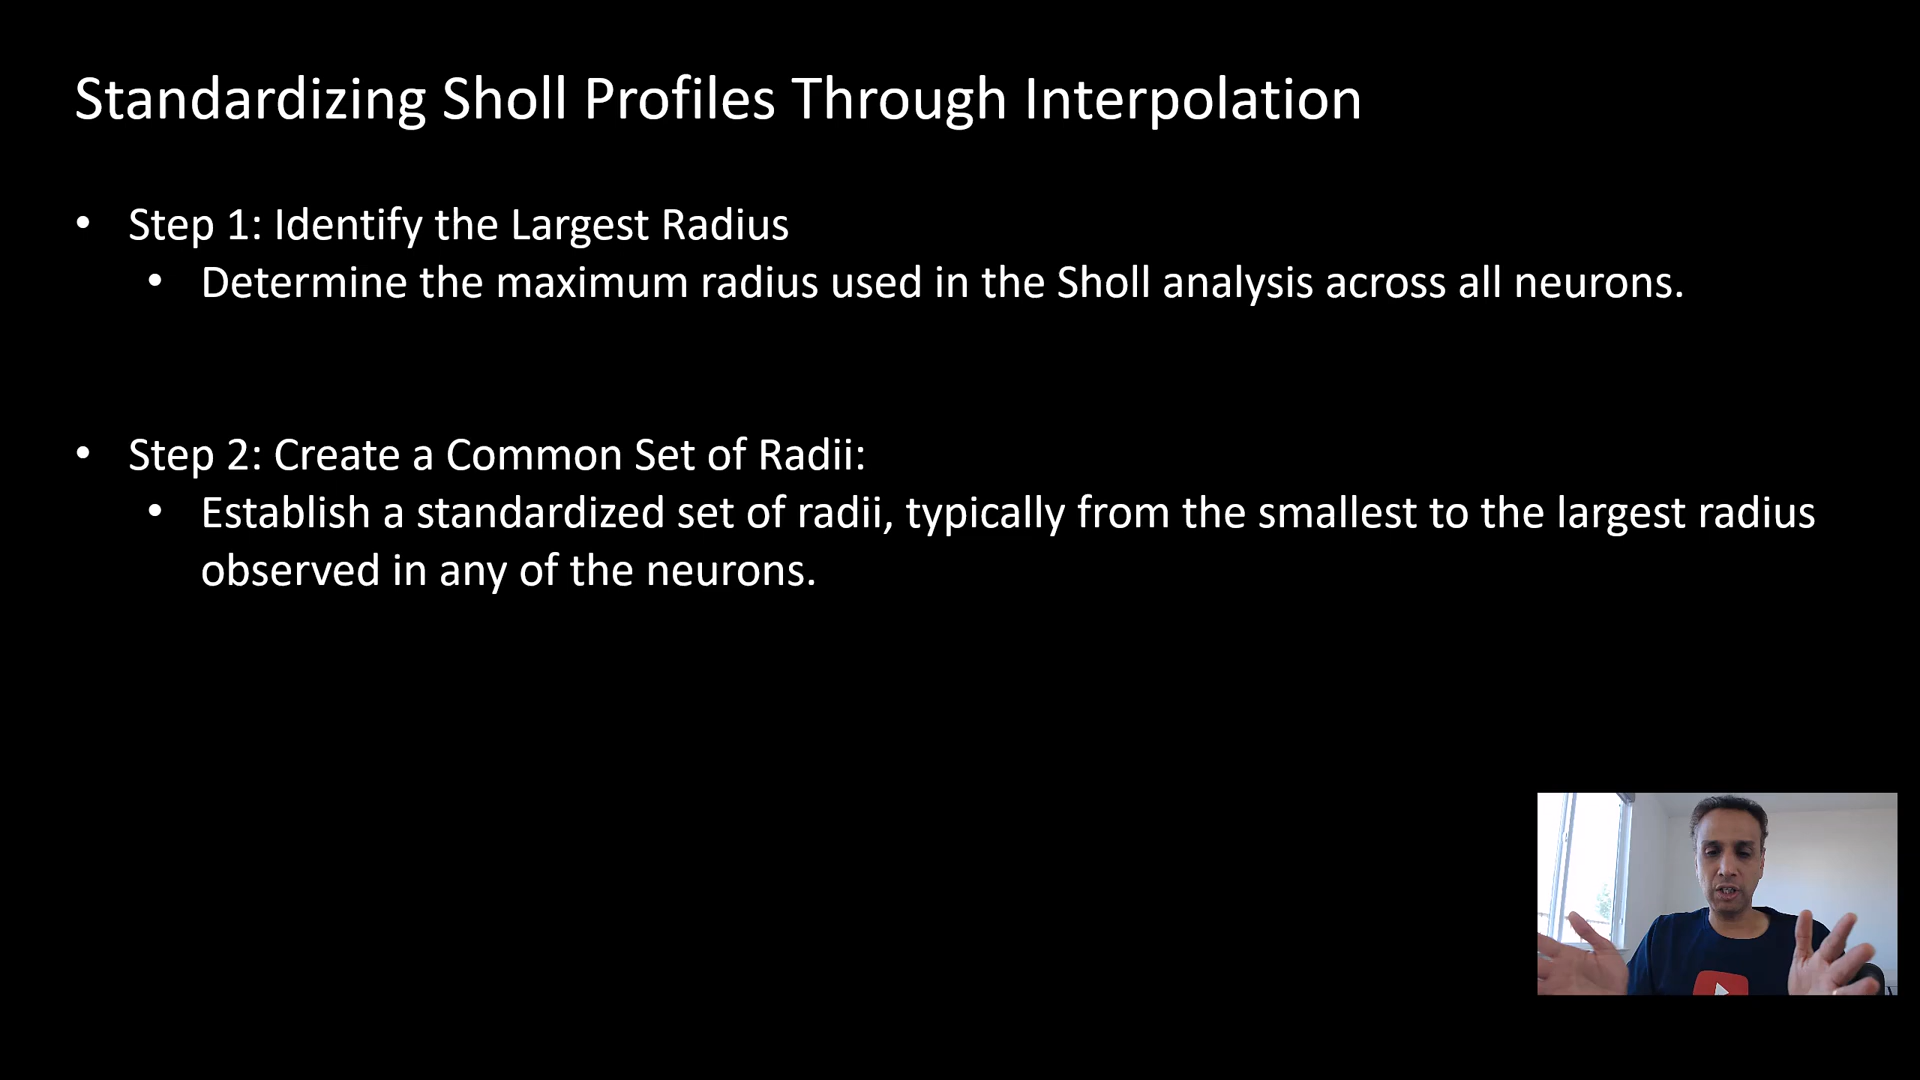 Standardizing Sholl Profiles Through Interpolation
• Step 1: Identify the Largest Radius
• Determine the maximum radius used in the Sholl analysis across all neurons.
• Step 2: Create a Common Set of Radii:
• Establish a standardized set of radii, typically from the smallest to the largest radius
observed in any of the neurons.